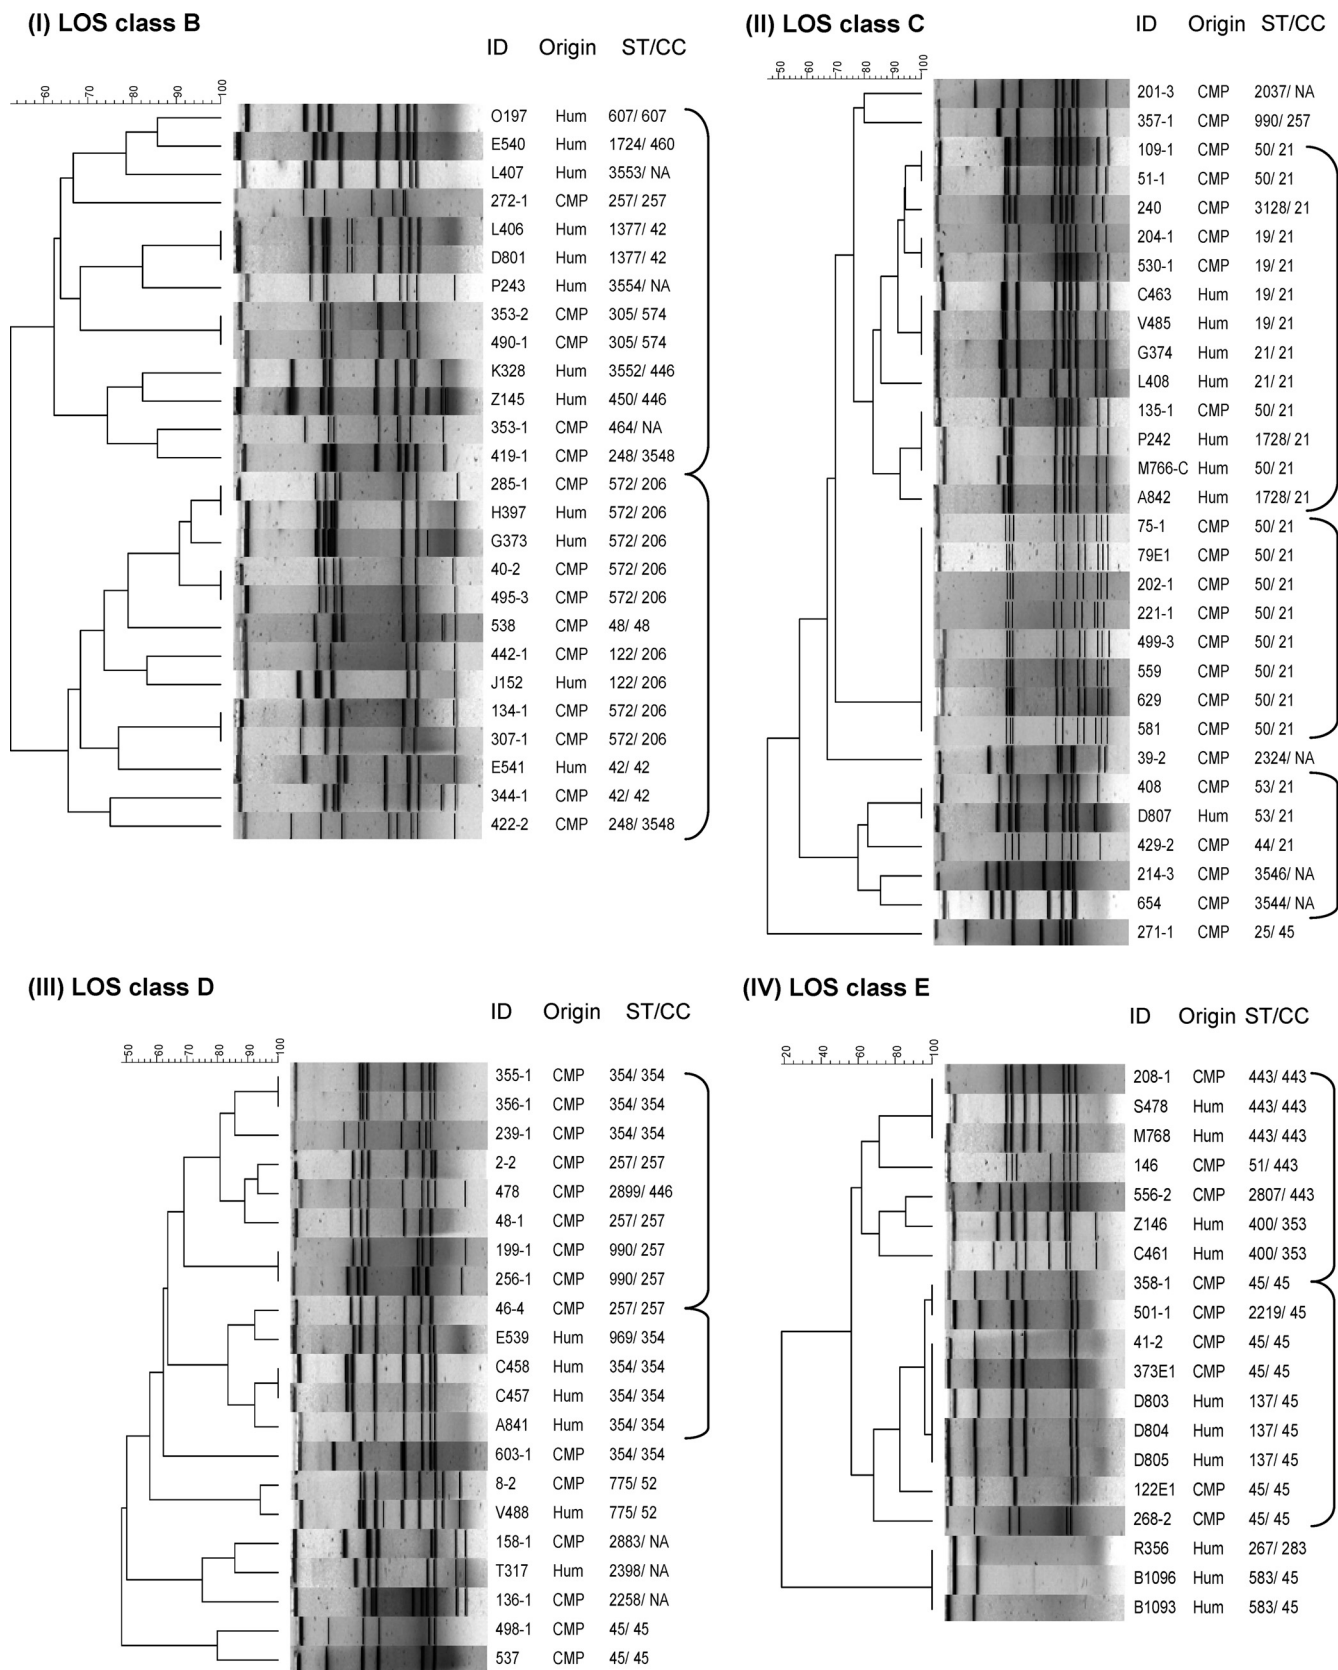 (I) LOS class B
ID Origin ST/CC
60 70 80 90 100
O197 Hum 607/ 607
E540 Hum 1724/ 460
L407 Hum 3553/ NA
272-1 CMP 257/ 257
L406 Hum 1377/ 42
D801 Hum 1377/ 42
P243 Hum 3554/ NA
353-2 CMP 305/ 574
490-1 CMP 305/ 574
K328 Hum 3552/ 446
Z145 Hum 450/ 446
353-1 CMP 464/ NA
419-1 CMP 248/ 3548
285-1 CMP 572/ 206
H397 Hum 572/ 206
G373 Hum 572/ 206
40-2 CMP 572/ 206
495-3 CMP 572/ 206
538 CMP 48/ 48
442-1 CMP 122/ 206
J152 Hum 122/ 206
134-1 CMP 572/ 206
307-1 CMP 572/ 206
E541 Hum 42/ 42
344-1 CMP 42/ 42
422-2 CMP 248/ 3548
(II) LOS class C
ID Origin ST/CC
50 60 70 80 90 100
201-3 CMP 2037/ NA
357-1 CMP 990/ 257
109-1 CMP 50/ 21
51-1 CMP 50/ 21
240 CMP 3128/ 21
204-1 CMP 19/ 21
530-1 CMP 19/ 21
C463 Hum 19/ 21
V485 Hum 19/ 21
G374 Hum 21/ 21
L408 Hum 21/ 21
135-1 CMP 50/ 21
P242 Hum 1728/ 21
M766-C Hum 50/ 21
A842 Hum 1728/ 21
75-1 CMP 50/ 21
79E1 CMP 50/ 21
202-1 CMP 50/ 21
221-1 CMP 50/ 21
499-3 CMP 50/ 21
559 CMP 50/ 21
629 CMP 50/ 21
581 CMP 50/ 21
39-2 CMP 2324/ NA
408 CMP 53/ 21
D807 Hum 53/ 21
429-2 CMP 44/ 21
214-3 CMP 3546/ NA
654 CMP 3544/ NA
271-1 CMP 25/ 45
(III) LOS class D
ID Origin ST/CC
50 60 70 80 90 100
355-1 CMP 354/ 354
356-1 CMP 354/ 354
239-1 CMP 354/ 354
2-2 CMP 257/ 257
478 CMP 2899/ 446
48-1 CMP 257/ 257
199-1 CMP 990/ 257
256-1 CMP 990/ 257
46-4 CMP 257/ 257
E539 Hum 969/ 354
C458 Hum 354/ 354
C457 Hum 354/ 354
A841 Hum 354/ 354
603-1 CMP 354/ 354
8-2 CMP 775/ 52
V488 Hum 775/ 52
158-1 CMP 2883/ NA
T317 Hum 2398/ NA
136-1 CMP 2258/ NA
498-1 CMP 45/ 45
537 CMP 45/ 45
(IV) LOS class E
ID Origin ST/CC
20 40 60 80 100
208-1 CMP 443/ 443
S478 Hum 443/ 443
M768 Hum 443/ 443
146 CMP 51/ 443
556-2 CMP 2807/ 443
Z146 Hum 400/ 353
C461 Hum 400/ 353
358-1 CMP 45/ 45
501-1 CMP 2219/ 45
41-2 CMP 45/ 45
373E1 CMP 45/ 45
D803 Hum 137/ 45
D804 Hum 137/ 45
D805 Hum 137/ 45
122E1 CMP 45/ 45
268-2 CMP 45/ 45
R356 Hum 267/ 283
B1096 Hum 583/ 45
B1093 Hum 583/ 45